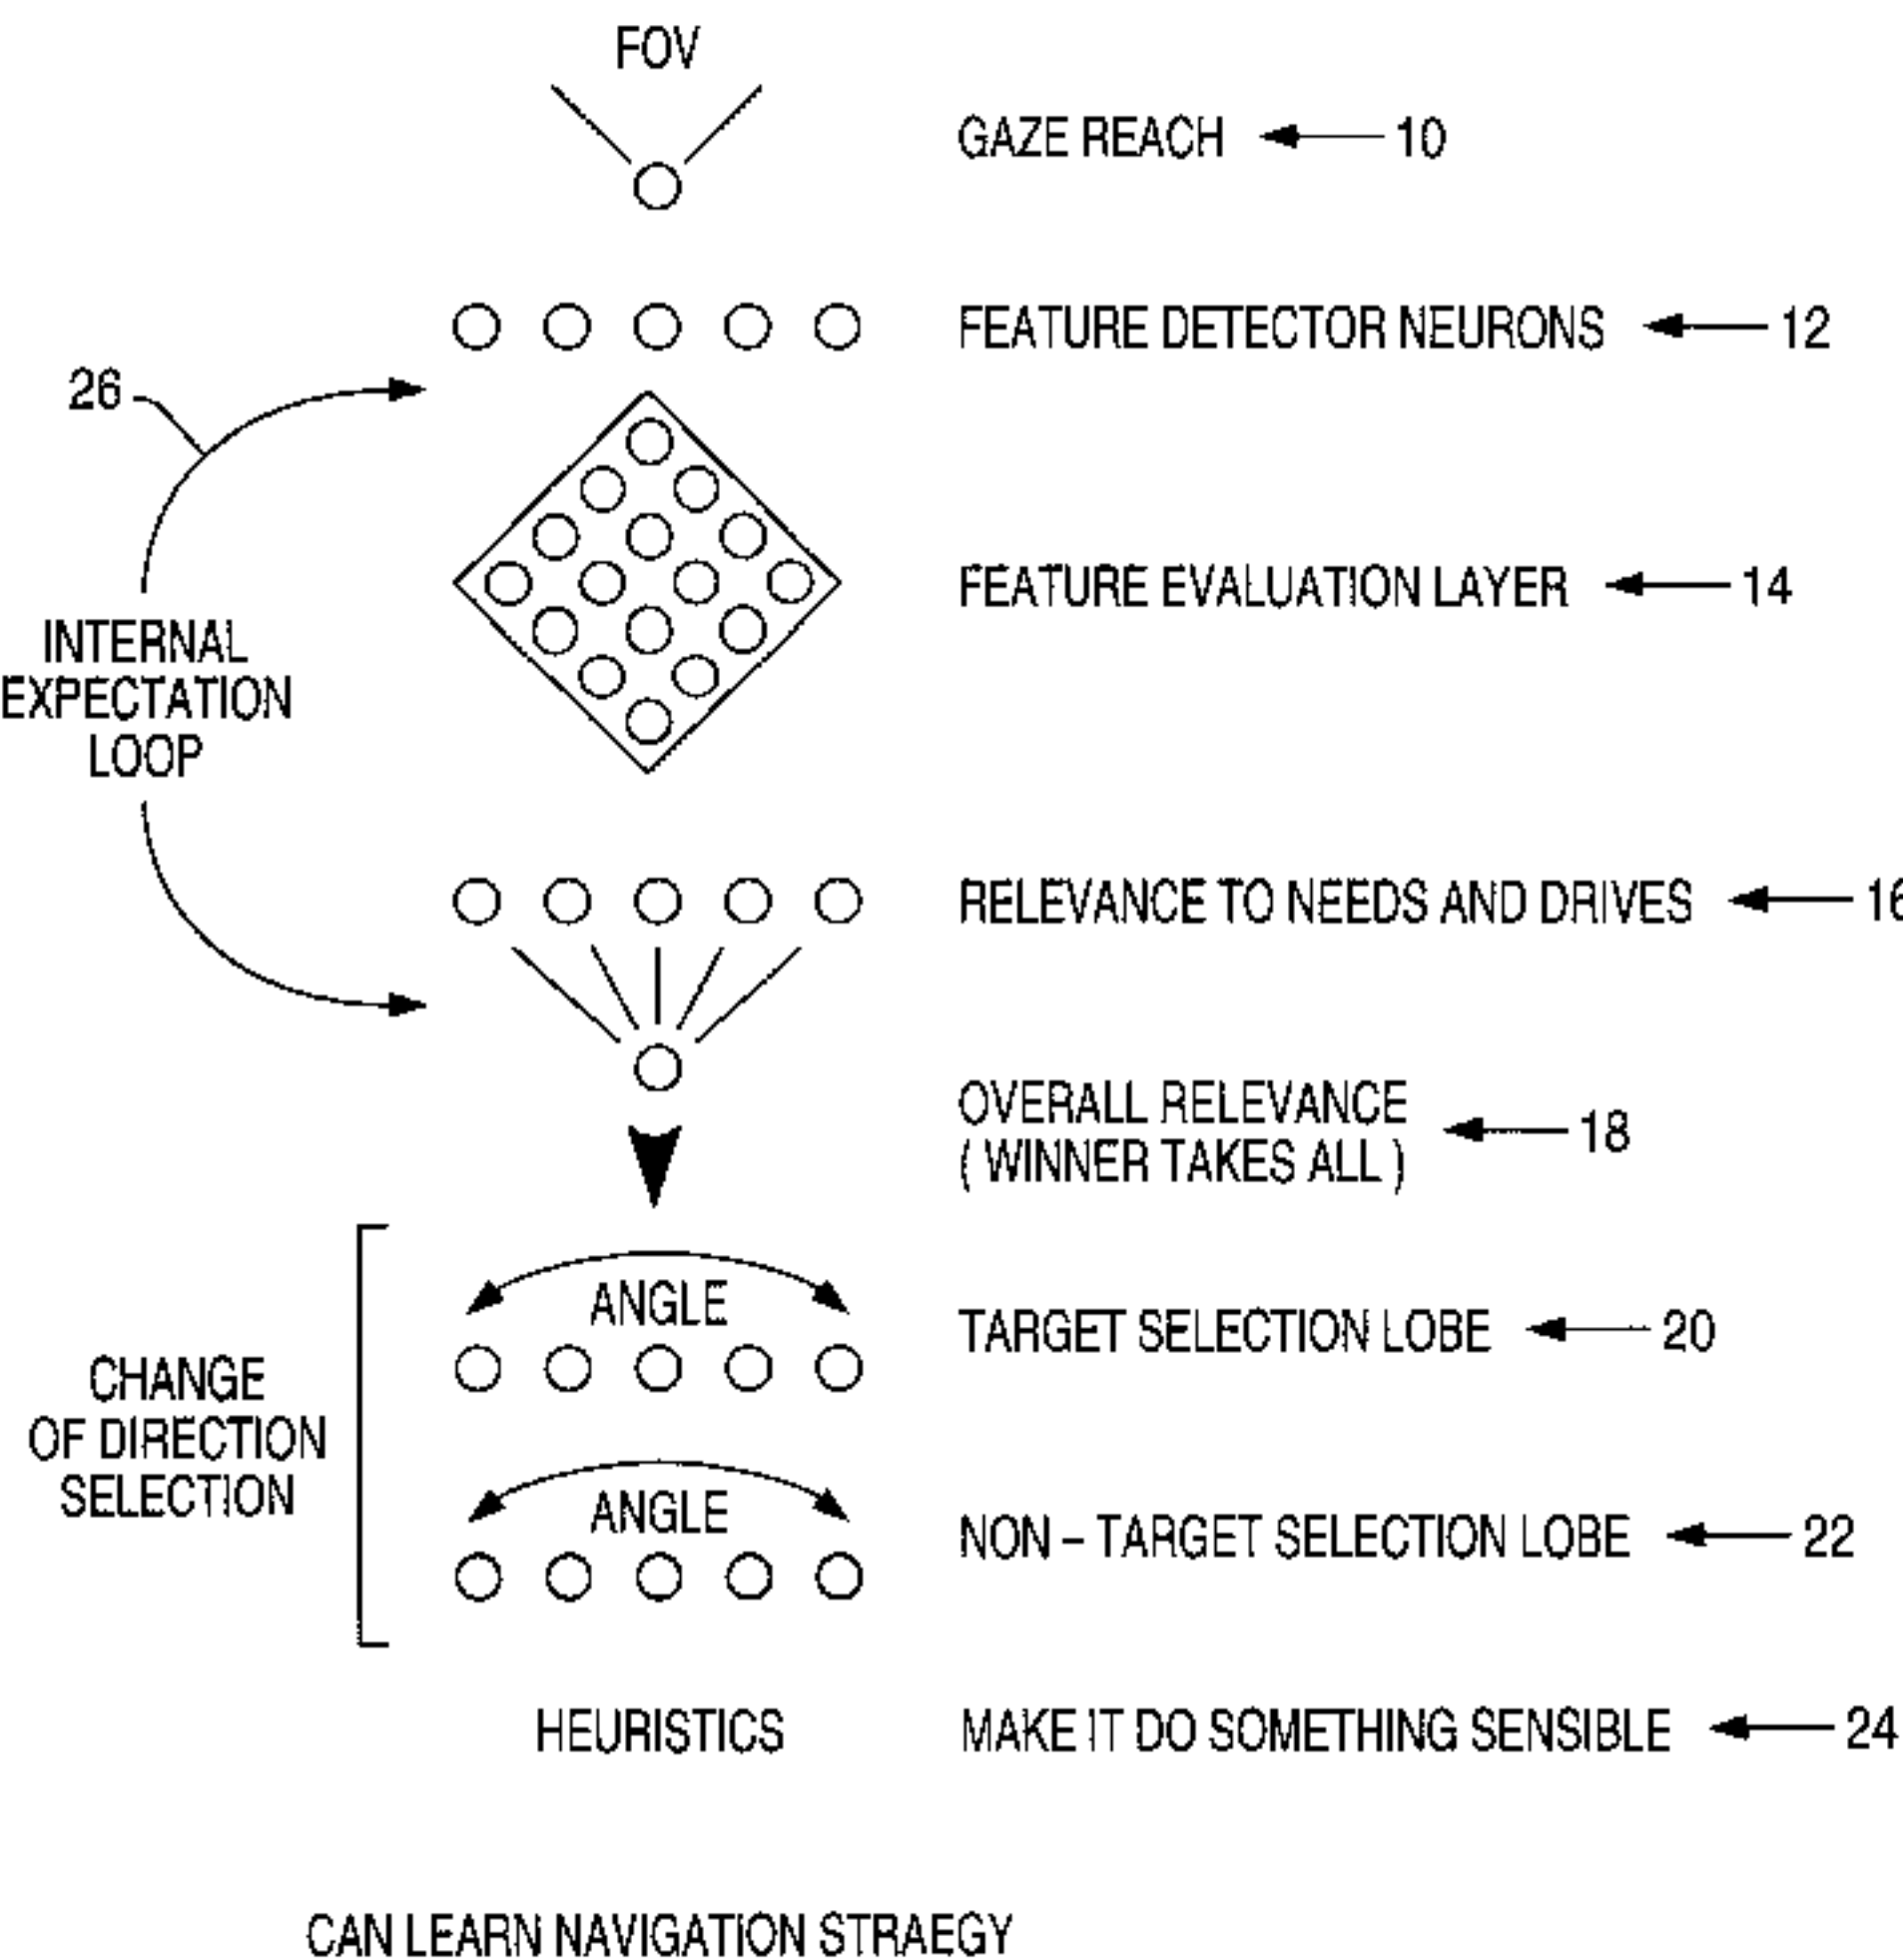 FOV
GAZE REACH 10
FEATURE DETECTOR NEURONS 12
26
FEATURE EVALUATION LAYER 14
INTERNAL
EXPECTATION
LOOP
RELEVANCE TO NEEDS AND DRIVES 16
OVERALL RELEVANCE
( WINNER TAKES ALL )
18
ANGLE
TARGET SELECTION LOBE 20
CHANGE
OF DIRECTION
SELECTION
ANGLE
NON – TARGET SELECTION LOBE 22
HEURISTICS
MAKE IT DO SOMETHING SENSIBLE 24
CAN LEARN NAVIGATION STRAEGY